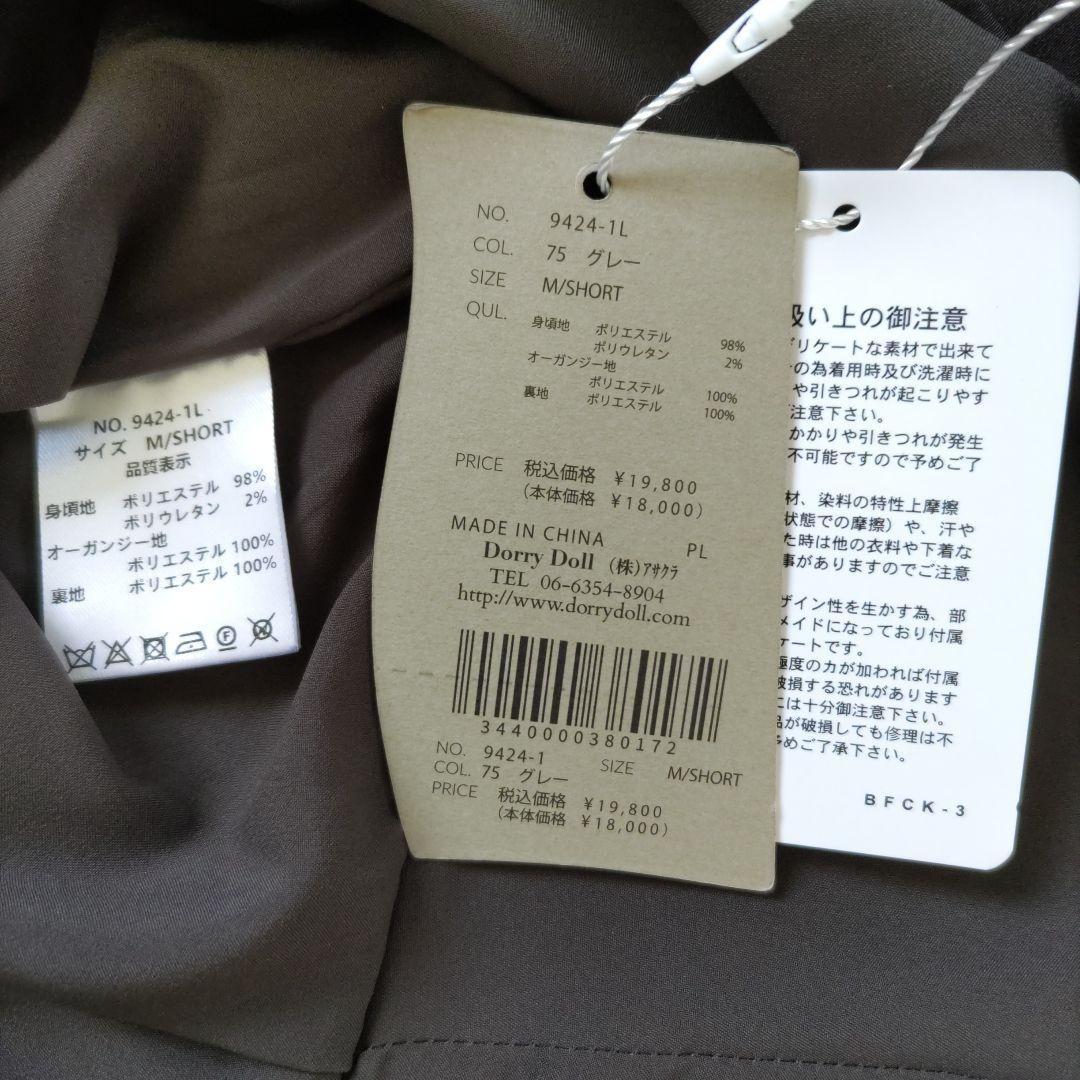 NO. 9424-1L
サイズ M/SHORT
品質表示
身頃地 ポリエステル 98%
ポリウレタン 2%
オーガンジー地
ポリエステル 100%
裏地 ポリエステル 100%
NO. 9424-1L
COL. 75 グレー
SIZE M/SHORT
QUL. 身頃地 ポリエステル 98%
ポリウレタン 2%
オーガンジー地
ポリエステル 100%
裏地 ポリエステル 100%
PRICE 税込価格 ¥19,800
(本体価格 ¥18,000)
MADE IN CHINA PL
Dorry Doll (株)アサクラ
TEL 06-6354-8904
http://www.dorrydoll.com
3440000380172
NO. 9424-1
COL. 75 グレー SIZE M/SHORT
PRICE 税込価格 ¥19,800
(本体価格 ¥18,000)
扱い上の御注意
デリケートな素材で出来て
の為着用時及び洗濯時に
や引きつれが起こりやす
注意下さい。
かかりや引きつれが発生
不可能ですので予めご了
材、染料の特性上摩擦
状態での摩擦)や、汗や
た時は他の衣料や下着な
事がありますのでご注意
ザイン性を生かす為、部
メイドになっており付属
ケートです。
極度のカが加われば付属
破損する恐れがあります
には十分御注意下さい。
品が破損しても修理は不
予めご了承下さい。
BFCK-3